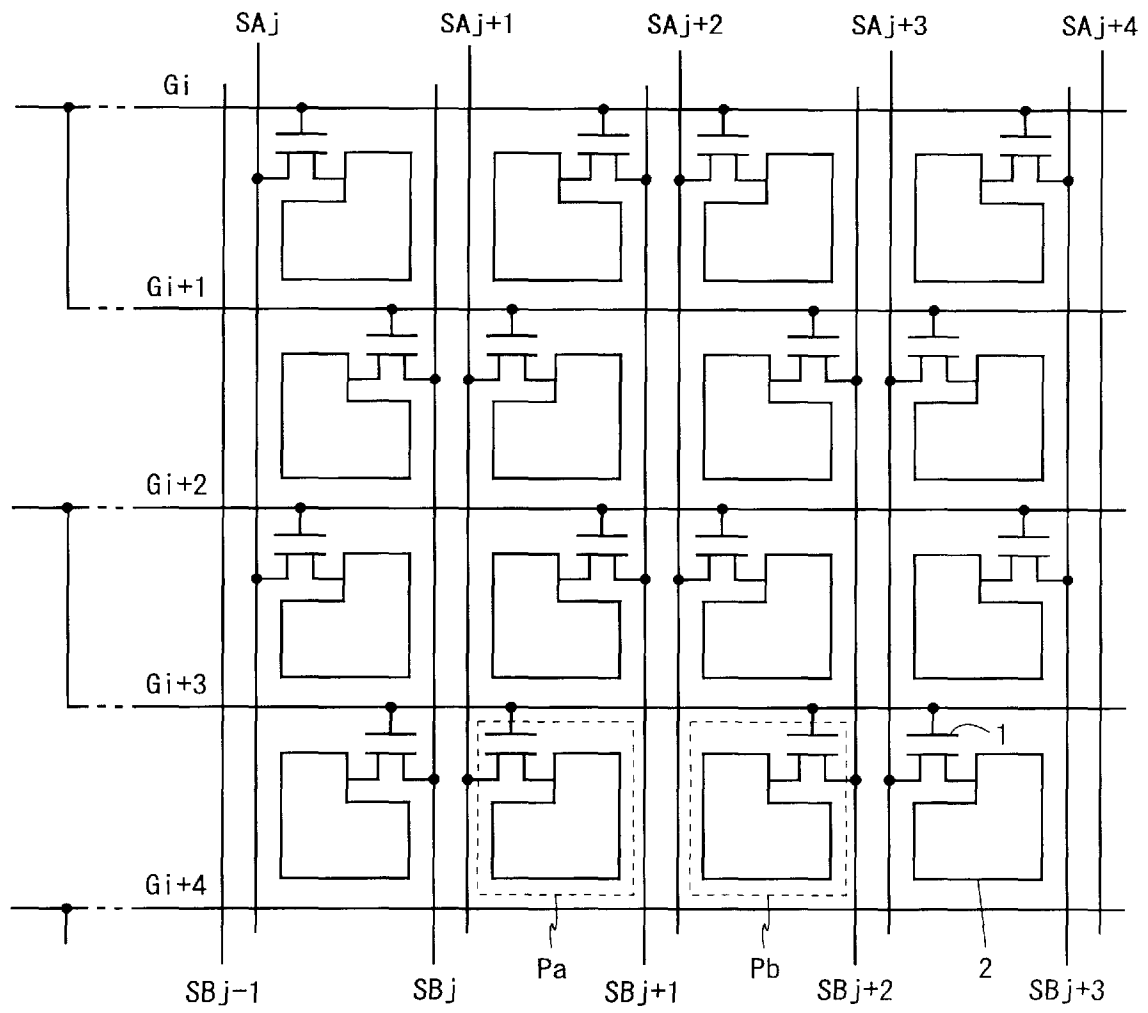 SAj SAj+1 SAj+2 SAj+3 SAj+4
Gi
Gi+1
Gi+2
Gi+3
1
Gi+4
Pa Pb 2
SBj-1 SBj SBj+1 SBj+2 SBj+3